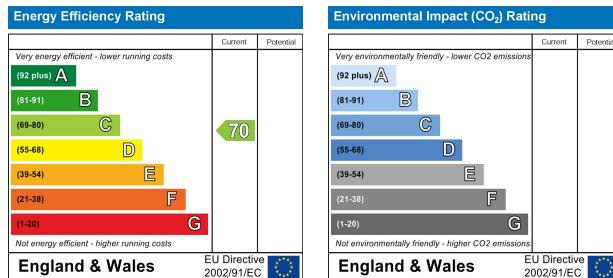 Energy Efficiency Rating
Current Potential
Very energy efficient - lower running costs
(92 plus) A
(81-91) B
(69-80) C
70
(55-68) D
(39-54) E
(21-38) F
(1-20) G
Not energy efficient - higher running costs
England & Wales
EU Directive
2002/91/EC
Environmental Impact (CO₂) Rating
Current Potential
Very environmentally friendly - lower CO2 emissions
(92 plus) A
(81-91) B
(69-80) C
(55-68) D
(39-54) E
(21-38) F
(1-20) G
Not environmentally friendly - higher CO2 emissions
England & Wales
EU Directive
2002/91/EC